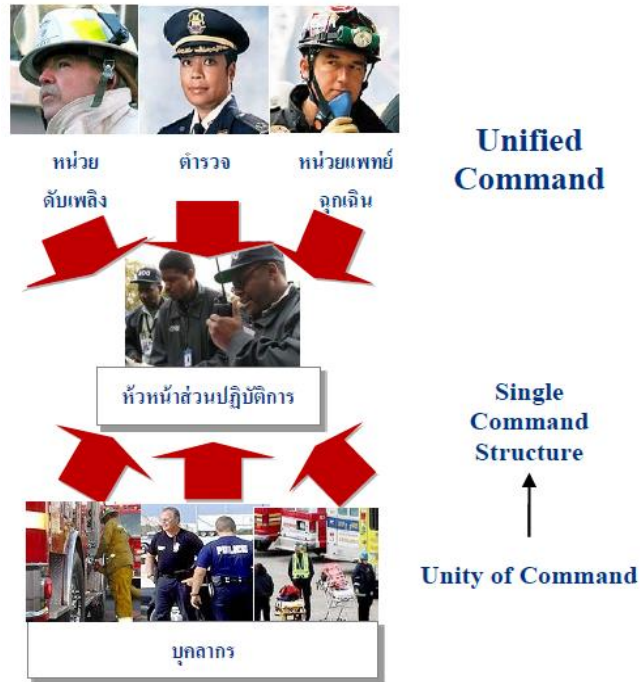 หน่วย
ดับเพลิง
ตำรวจ
หน่วยแพทย์
ฉุกเฉิน
Unified
Command
หัวหน้าส่วนปฏิบัติการ
Single
Command
Structure
Unity of Command
POLICE
บุคลากร